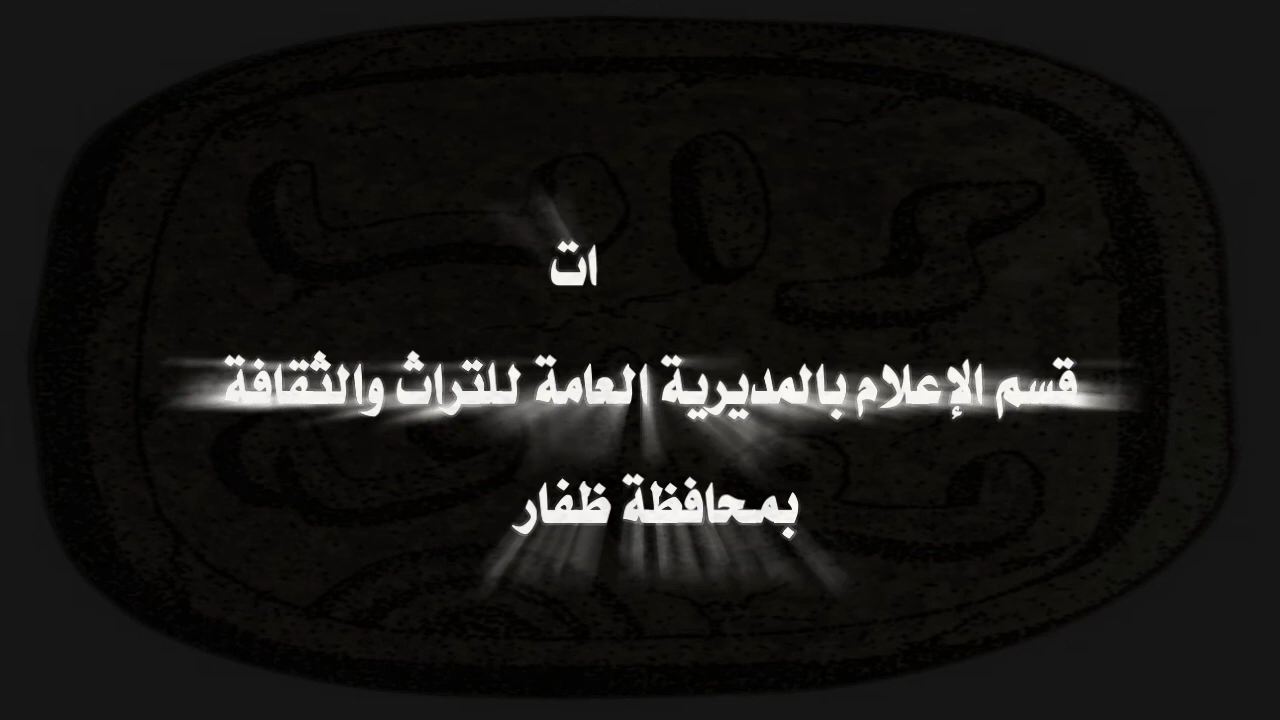 ات
قسم الإعلام بالمديرية العامة للتراث والثقافة
بمحافظة ظفار